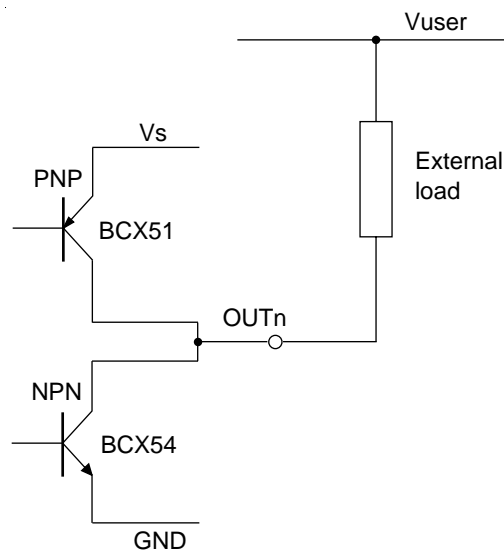 Vuser
Vs
External
load
PNP
BCX51
OUTn
NPN
BCX54
GND